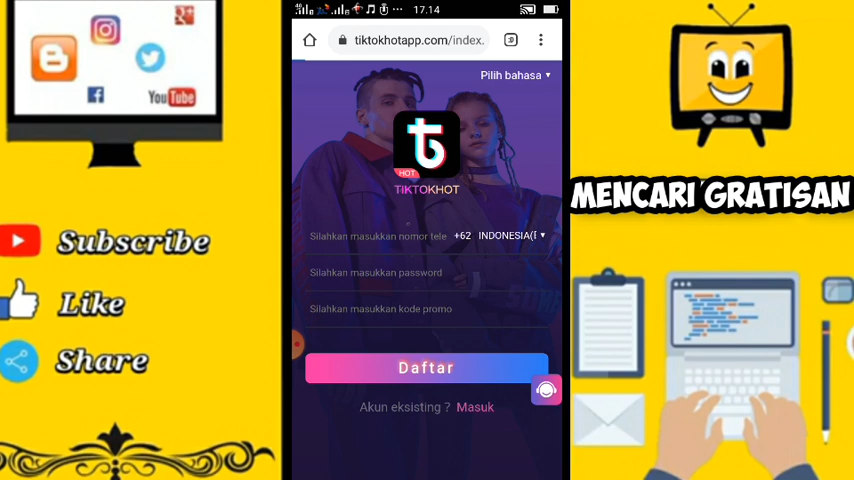 17.14
tiktokhotapp.com/index.
Pilih bahasa
HOT
TIKTOKHOT
Silahkan masukkan nomor tele +62 INDONESIA(
Silahkan masukkan password
Silahkan masukkan kode promo
Daftar
Akun eksisting ? Masuk
YouTube
Subscribe
Like
Share
MENCARI GRATISAN